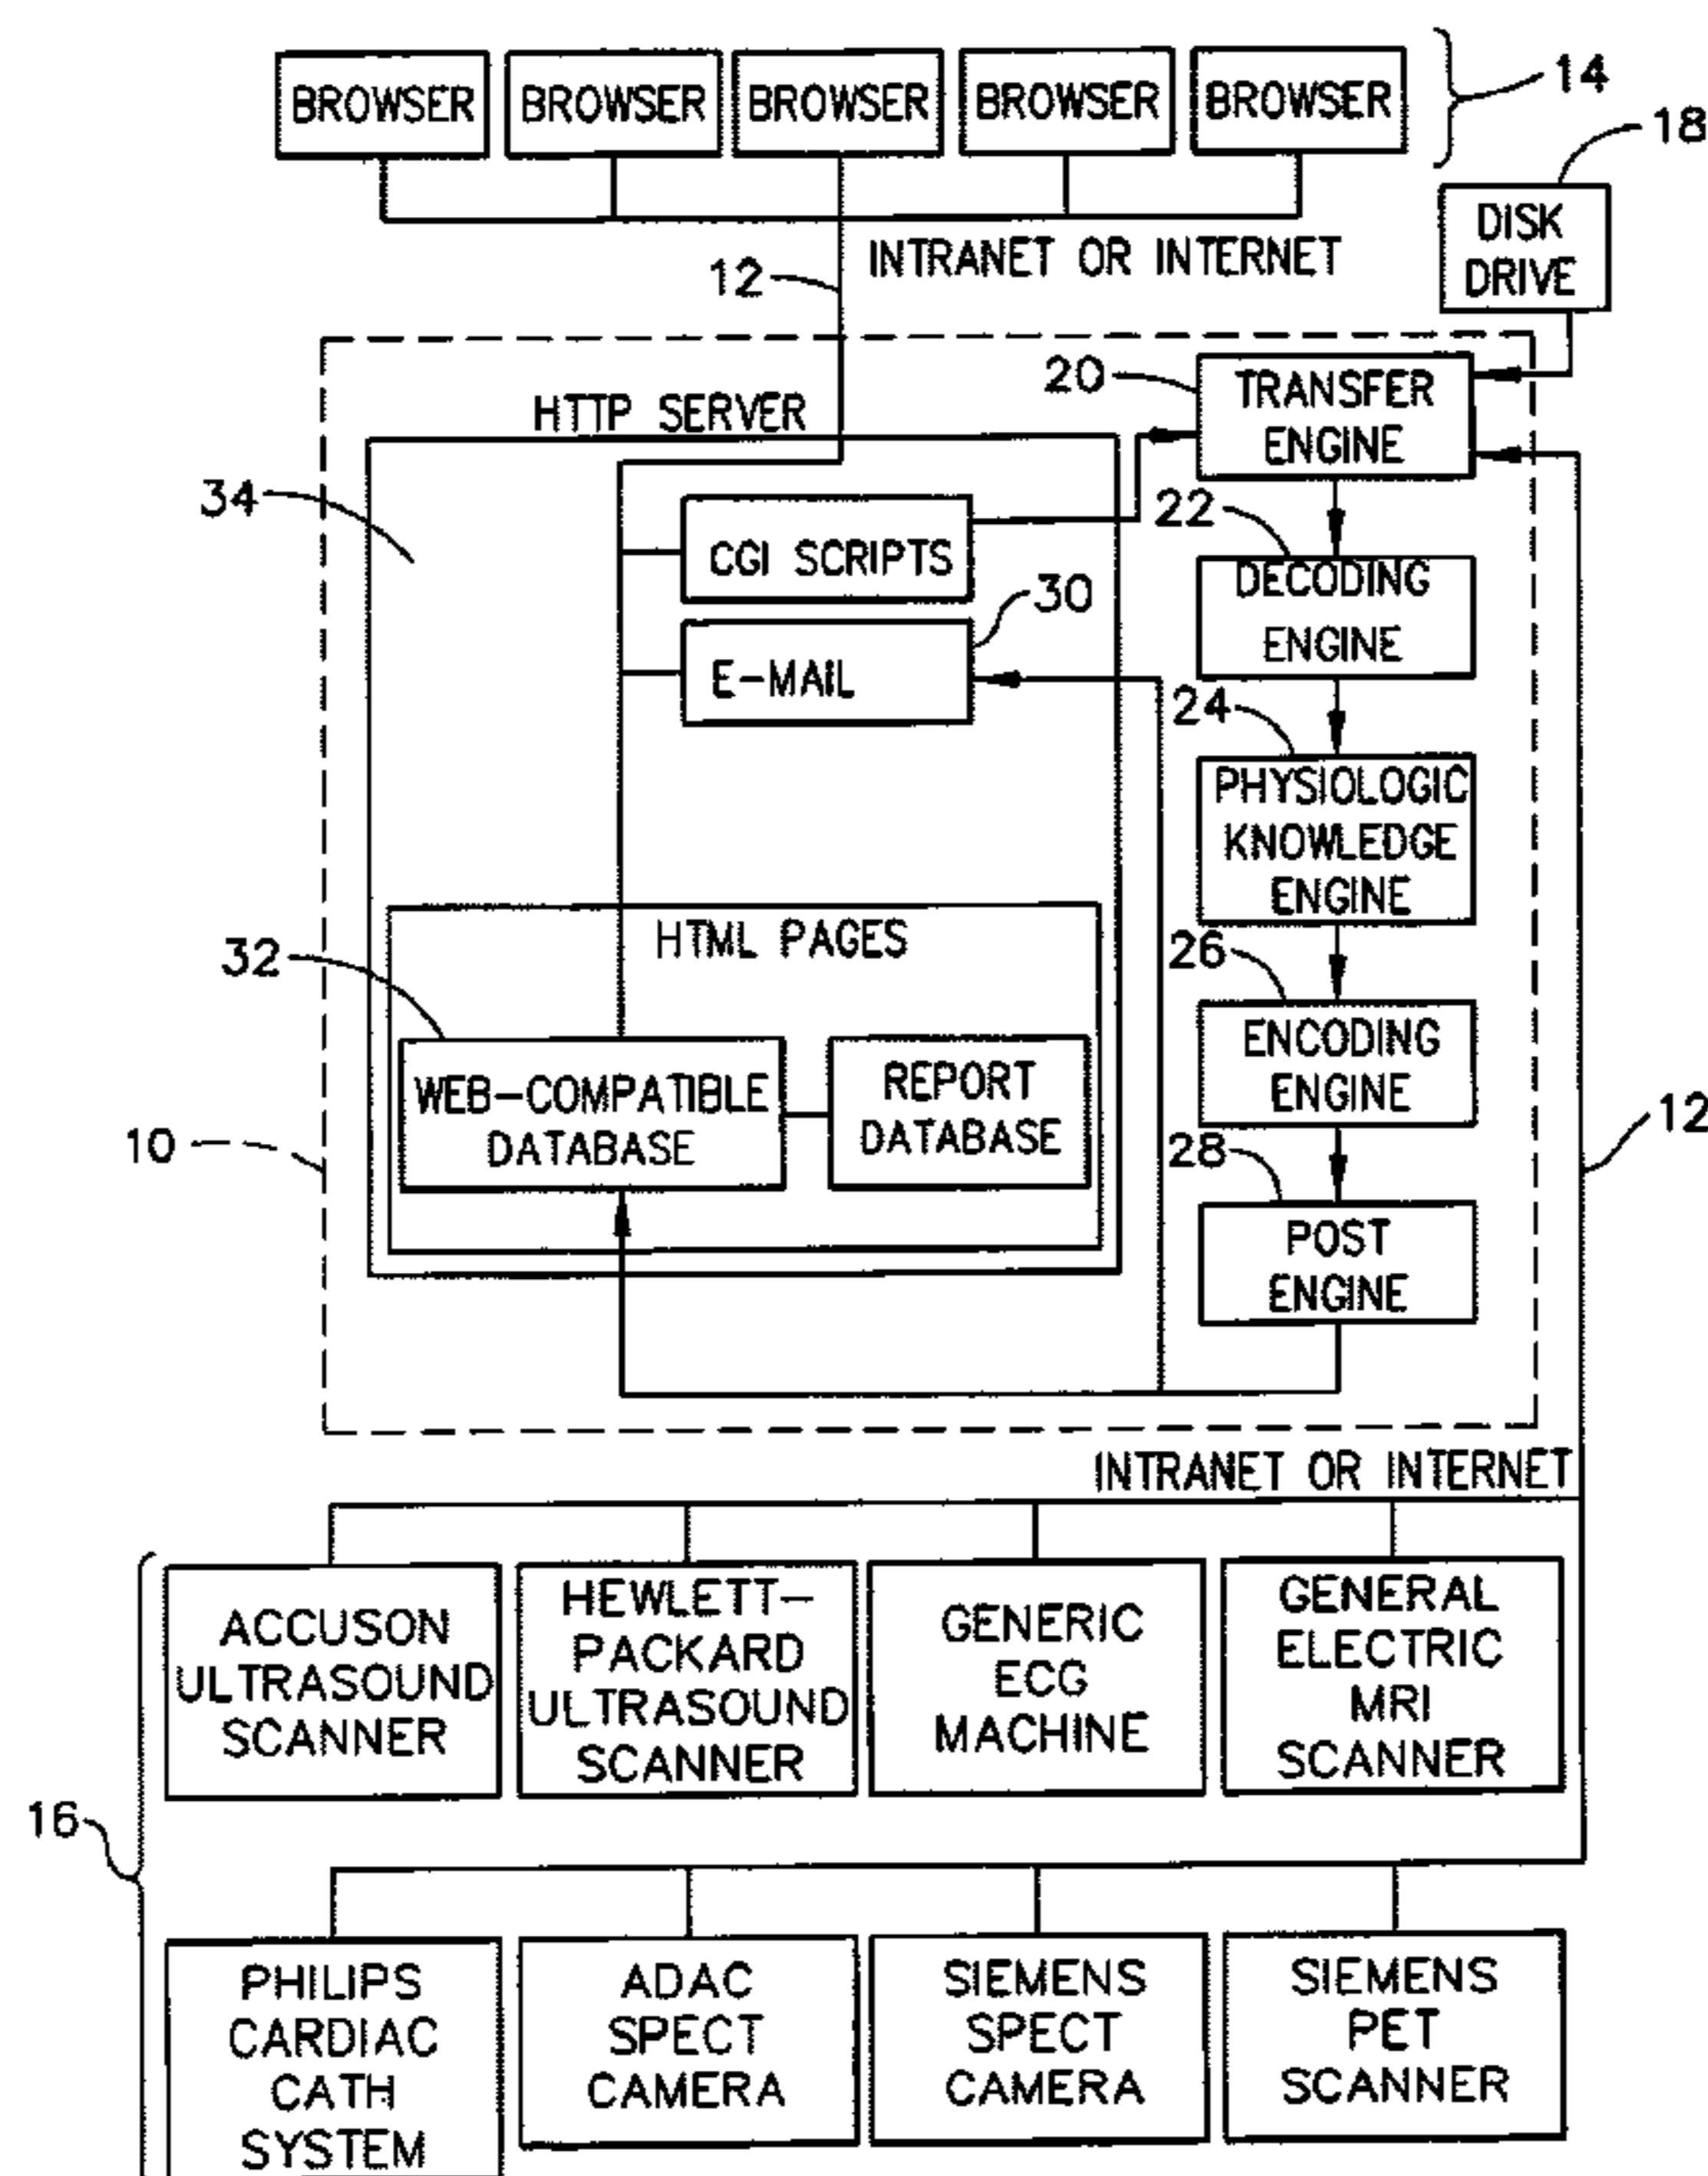 BROWSER BROWSER BROWSER BROWSER BROWSER
14
18
DISK
DRIVE
INTRANET OR INTERNET
12
HTTP SERVER
20
TRANSFER
ENGINE
34
CGI SCRIPTS
22
DECODING
ENGINE
30
E-MAIL
24
PHYSIOLOGIC
KNOWLEDGE
ENGINE
HTML PAGES
32
26
ENCODING
ENGINE
WEB-COMPATIBLE
DATABASE
REPORT
DATABASE
10
12
28
POST
ENGINE
INTRANET OR INTERNET
ACCUSON
ULTRASOUND
SCANNER
HEWLETT-
PACKARD
ULTRASOUND
SCANNER
GENERIC
ECG
MACHINE
GENERAL
ELECTRIC
MRI
SCANNER
16
PHILIPS
CARDIAC
CATH
SYSTEM
ADAC
SPECT
CAMERA
SIEMENS
SPECT
CAMERA
SIEMENS
PET
SCANNER